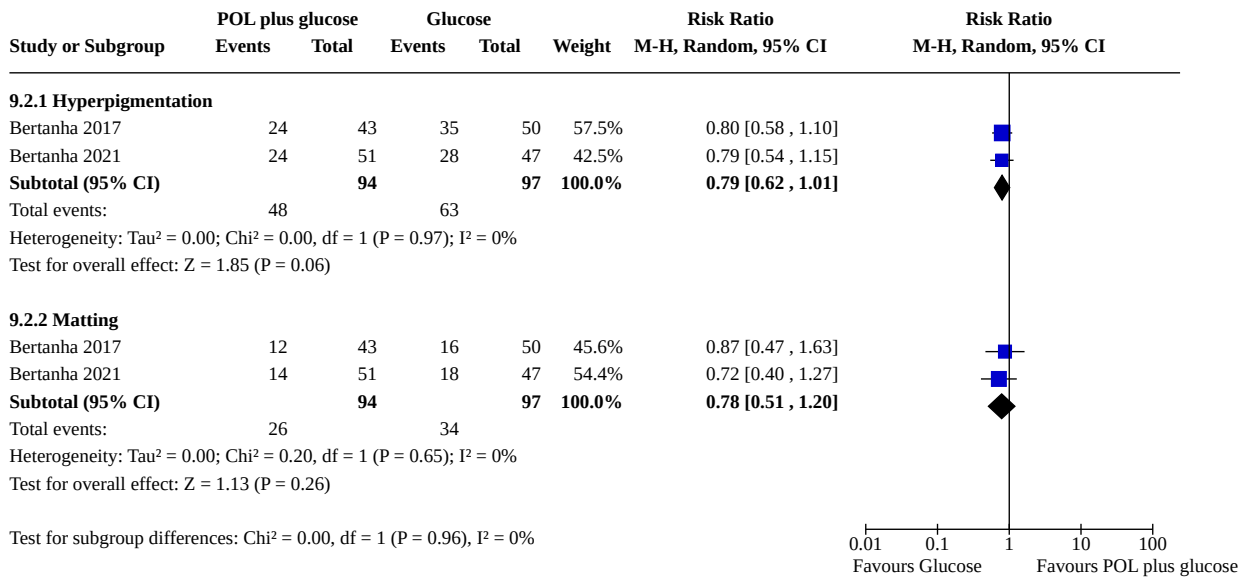 POL plus glucose Glucose Risk Ratio Risk Ratio
Study or Subgroup Events Total Events Total Weight M-H, Random, 95% CI M-H, Random, 95% CI
9.2.1 Hyperpigmentation
Bertanha 2017 24 43 35 50 57.5% 0.80 [0.58 , 1.10]
Bertanha 2021 24 51 28 47 42.5% 0.79 [0.54 , 1.15]
Subtotal (95% CI) 94 97 100.0% 0.79 [0.62 , 1.01]
Total events: 48 63
Heterogeneity: Tau² = 0.00; Chi² = 0.00, df = 1 (P = 0.97); I² = 0%
Test for overall effect: Z = 1.85 (P = 0.06)
9.2.2 Matting
Bertanha 2017 12 43 16 50 45.6% 0.87 [0.47 , 1.63]
Bertanha 2021 14 51 18 47 54.4% 0.72 [0.40 , 1.27]
Subtotal (95% CI) 94 97 100.0% 0.78 [0.51 , 1.20]
Total events: 26 34
Heterogeneity: Tau² = 0.00; Chi² = 0.20, df = 1 (P = 0.65); I² = 0%
Test for overall effect: Z = 1.13 (P = 0.26)
Test for subgroup differences: Chi² = 0.00, df = 1 (P = 0.96), I² = 0%
0.01 0.1 1 10 100
Favours Glucose Favours POL plus glucose